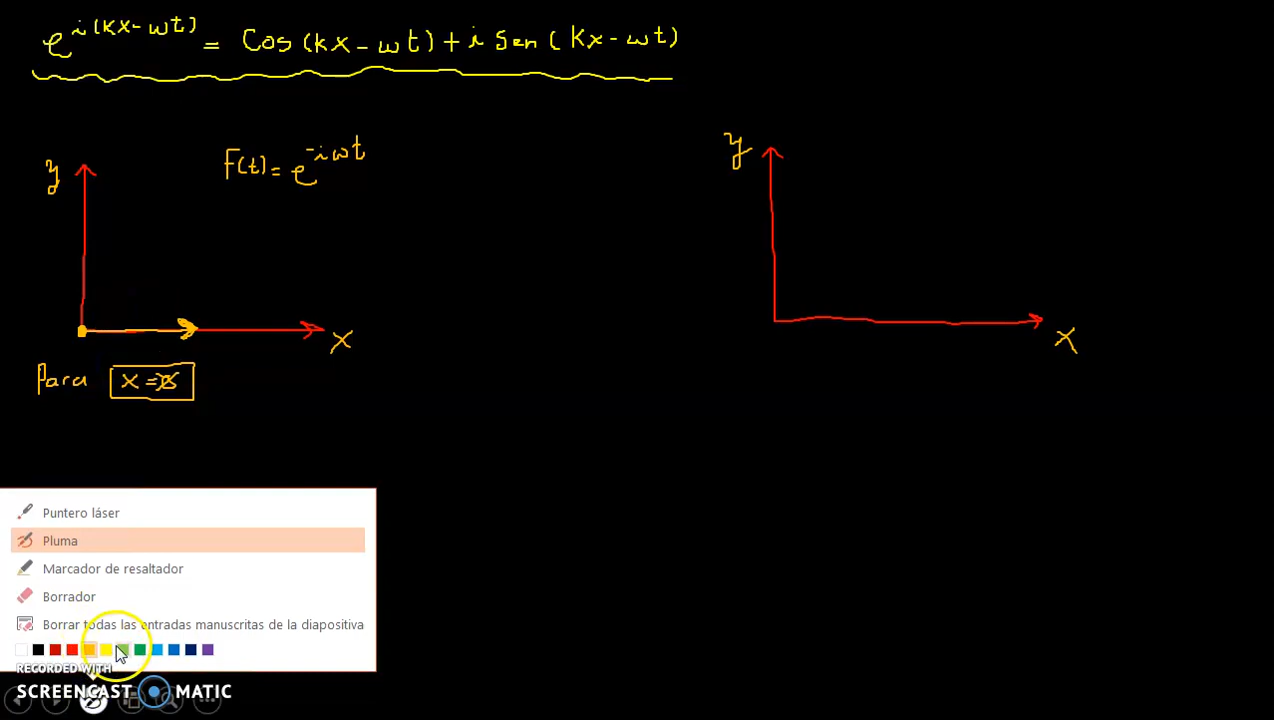 e^{i(kx-ωt)} = Cos(kx-ωt)+i Sen(kx-ωt)
y
F(t)= e^{-iωt}
x
Para x =
y
x
Puntero láser
Pluma
Marcador de resaltador
Borrador
Borrar todas las entradas manuscritas de la diapositiva
RECORDED WITH
SCREENCAST MATIC